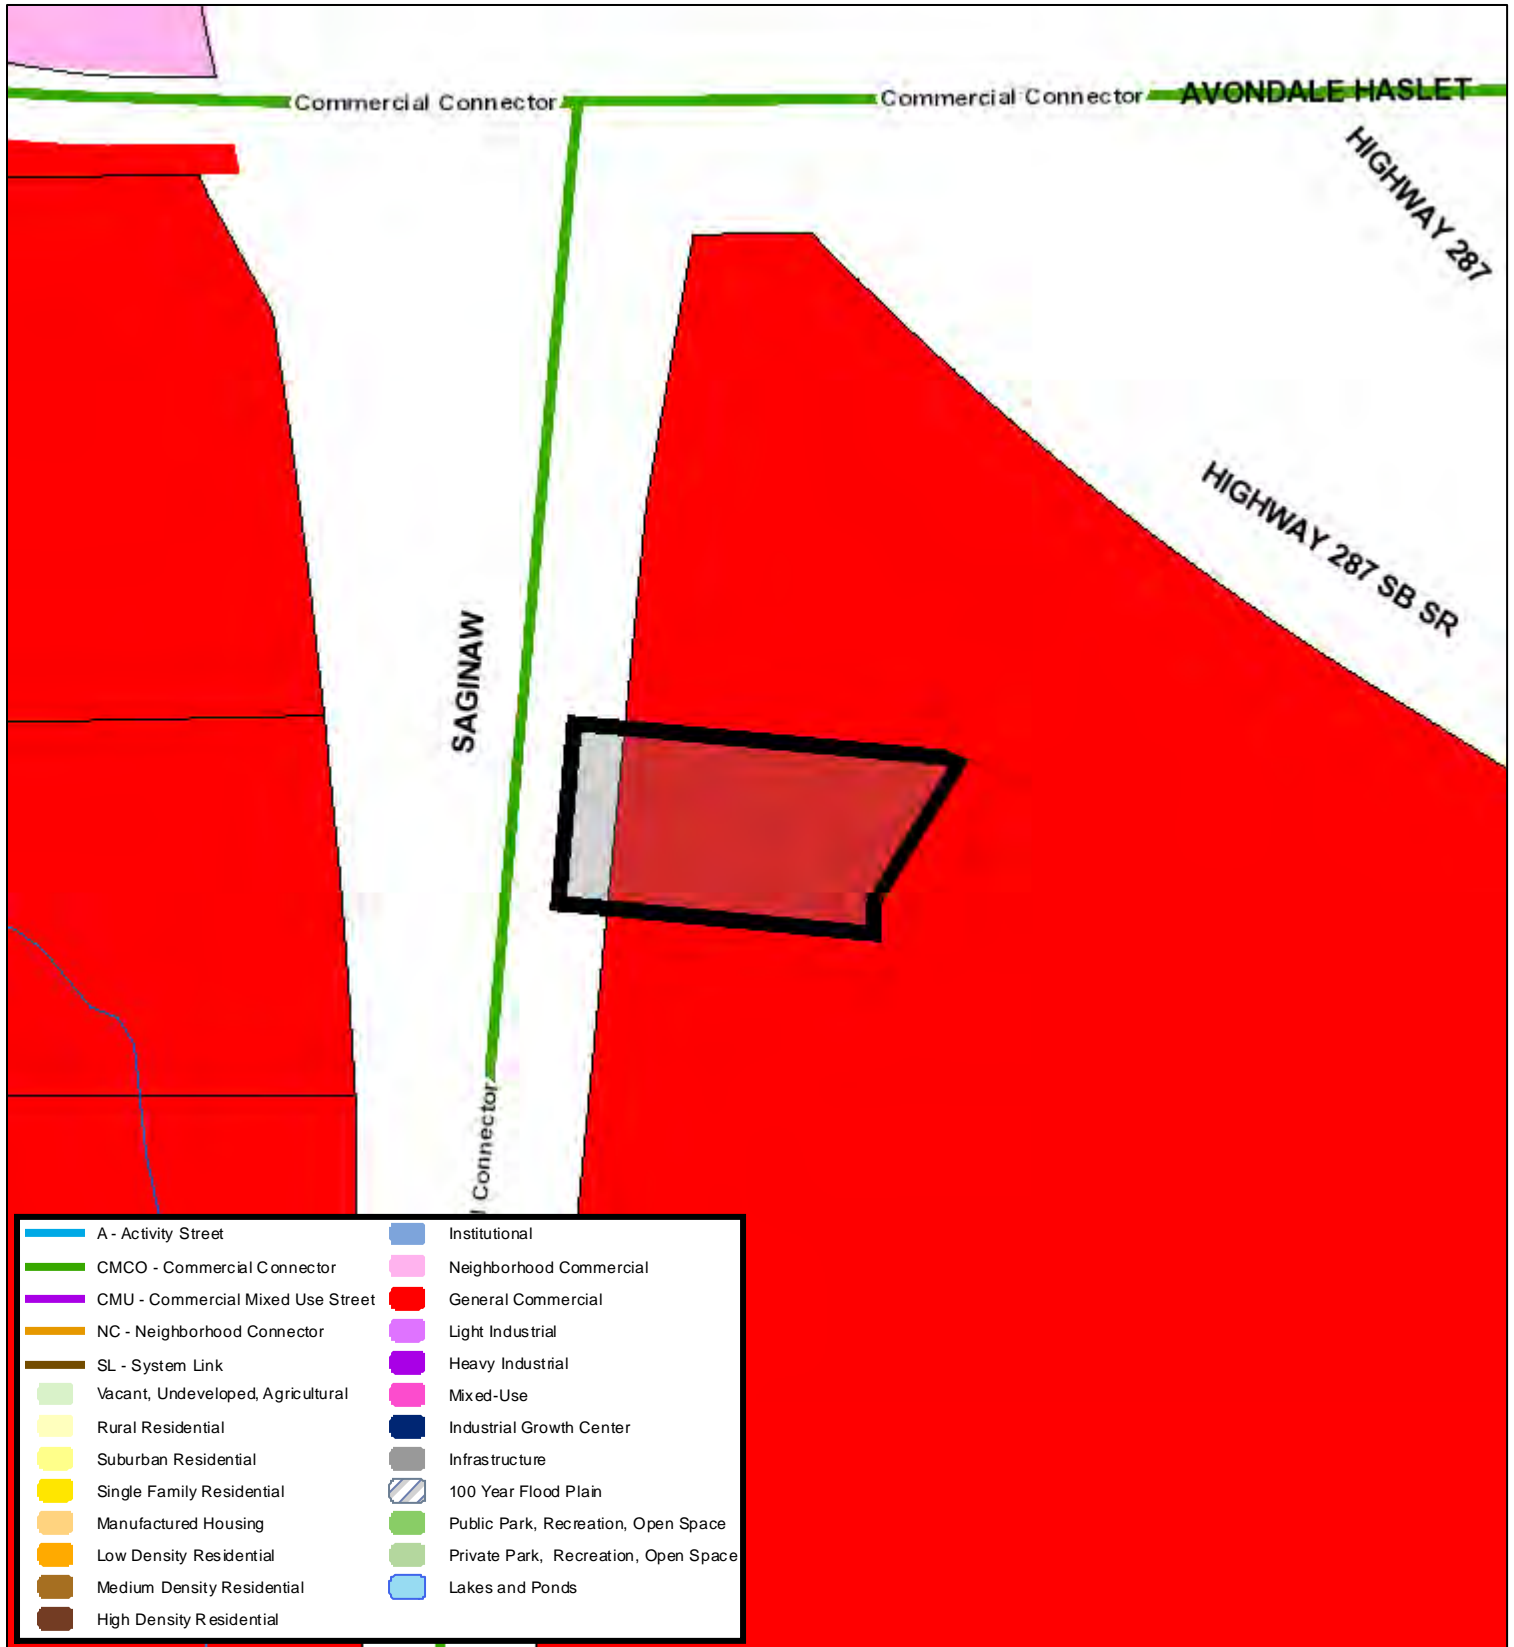 Commercial Connector
Commercial Connector
AVONDALE HASLET
HIGHWAY 287
HIGHWAY 287 SB SR
SAGINAW
Connector
A - Activity Street
CMCO - Commercial Connector
CMU - Commercial Mixed Use Street
NC - Neighborhood Connector
SL - System Link
Vacant, Undeveloped, Agricultural
Rural Residential
Suburban Residential
Single Family Residential
Manufactured Housing
Low Density Residential
Medium Density Residential
High Density Residential
Institutional
Neighborhood Commercial
General Commercial
Light Industrial
Heavy Industrial
Mixed-Use
Industrial Growth Center
Infrastructure
100 Year Flood Plain
Public Park, Recreation, Open Space
Private Park, Recreation, Open Space
Lakes and Ponds